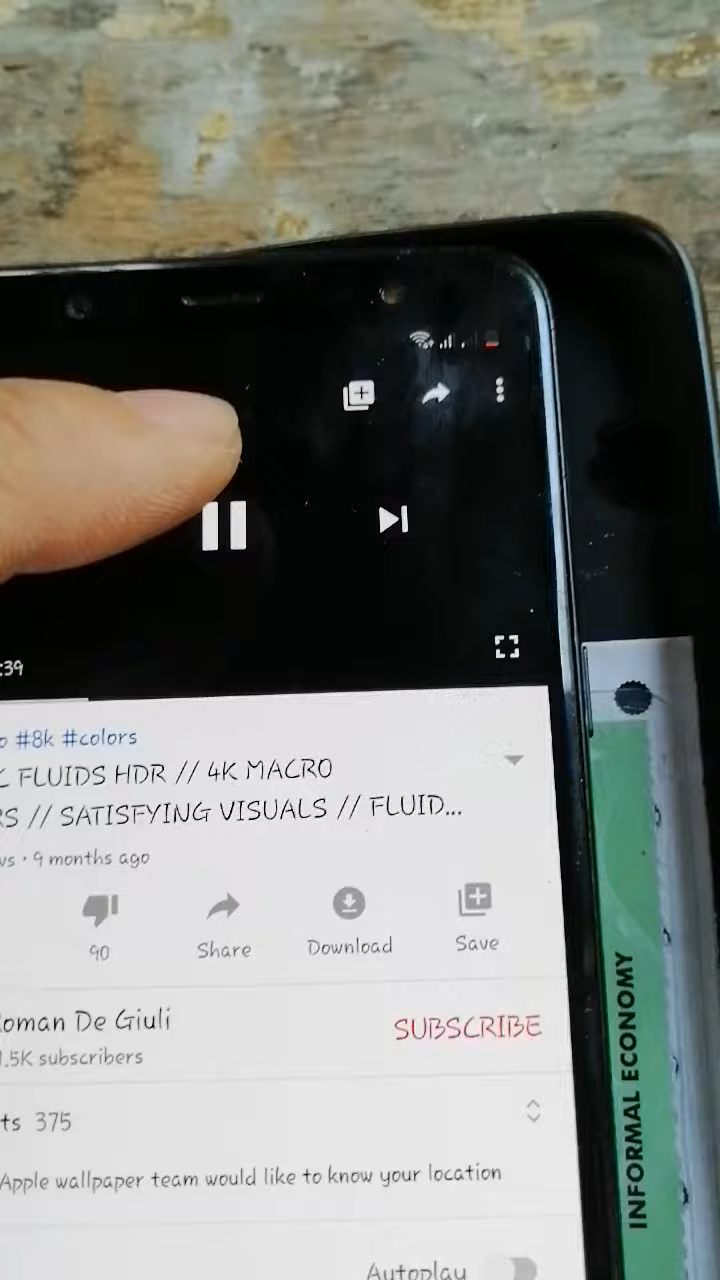 :39
#8k #colors
FLUIDS HDR // 4K MACRO
// SATISFYING VISUALS // FLUID...
• 9 months ago
90
Share
Download
Save
De Giuli
SUBSCRIBE
.5K subscribers
375
Apple wallpaper team would like to know your location
Autoplay
INFORMAL ECONOMY